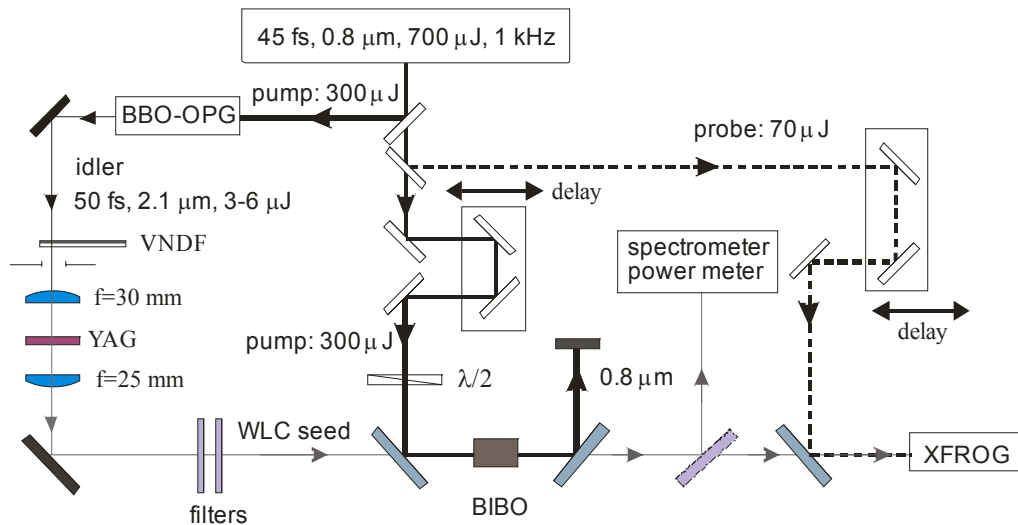 45 fs, 0.8 μm, 700 μJ, 1 kHz
pump: 300 μJ
BBO-OPG
probe: 70 μJ
idler
50 fs, 2.1 μm, 3-6 μJ
delay
VNDF
spectrometer
power meter
f=30 mm
delay
YAG
pump: 300 μJ
f=25 mm
λ/2
0.8 μm
WLC seed
XFROG
BIBO
filters